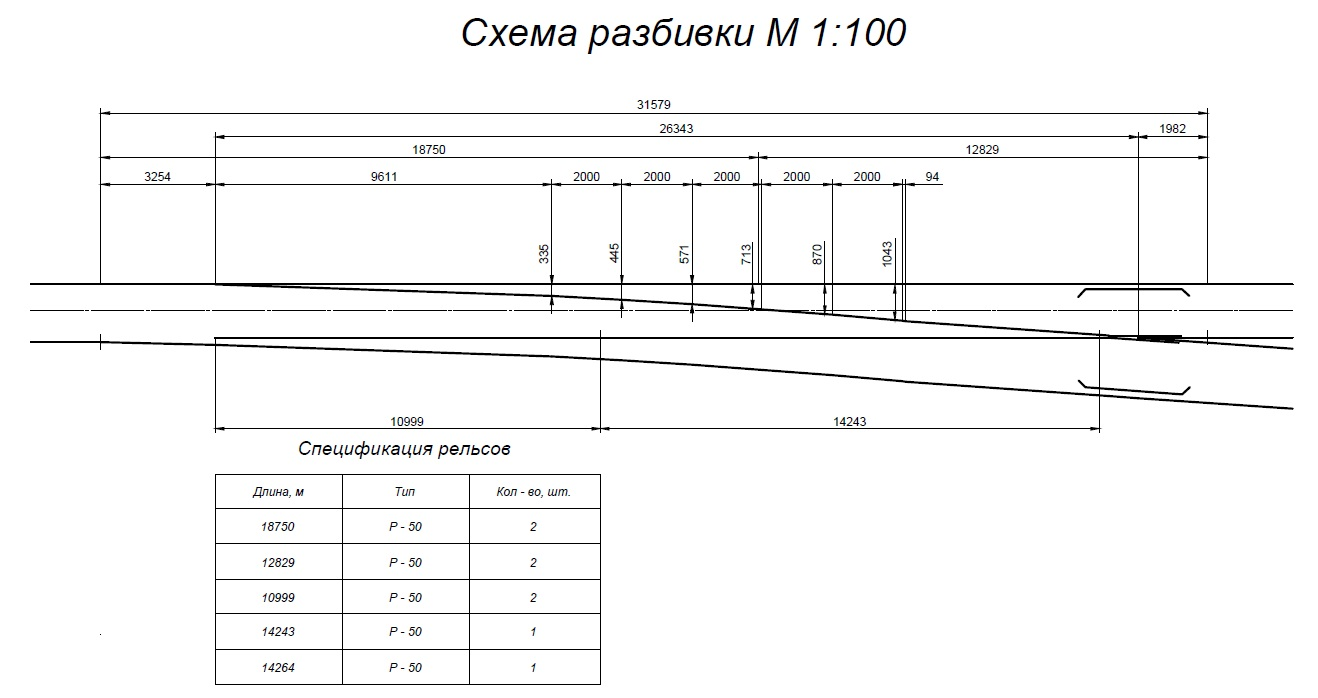 Схема разбивки М 1:100
31579
26343 1982
18750 12829
3254 9611 2000 2000 2000 2000 2000 94
335 445 571 713 870 1043
10999 14243
Спецификация рельсов
Длина, м Тип Кол - во, шт.
18750 Р - 50 2
12829 Р - 50 2
10999 Р - 50 2
14243 Р - 50 1
14264 Р - 50 1